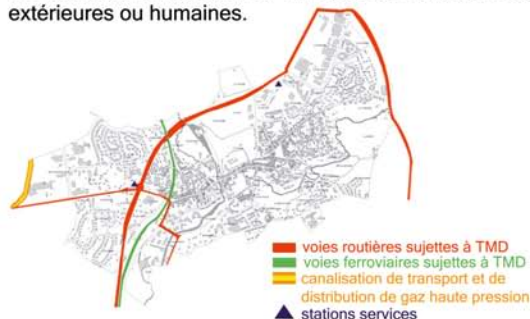 extérieures ou humaines.
voies routières sujettes à TMD
voies ferroviaires sujettes à TMD
canalisation de transport et de
distribution de gaz haute pression
stations services